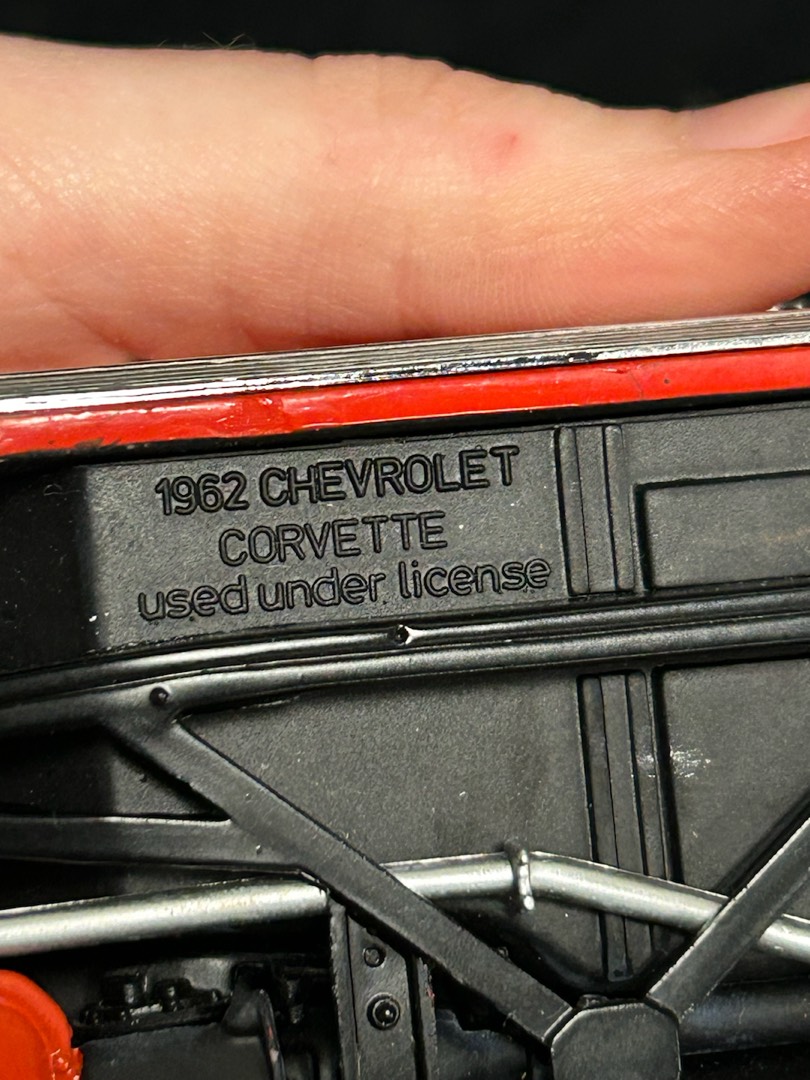 1962 CHEVROLET
CORVETTE
used under license